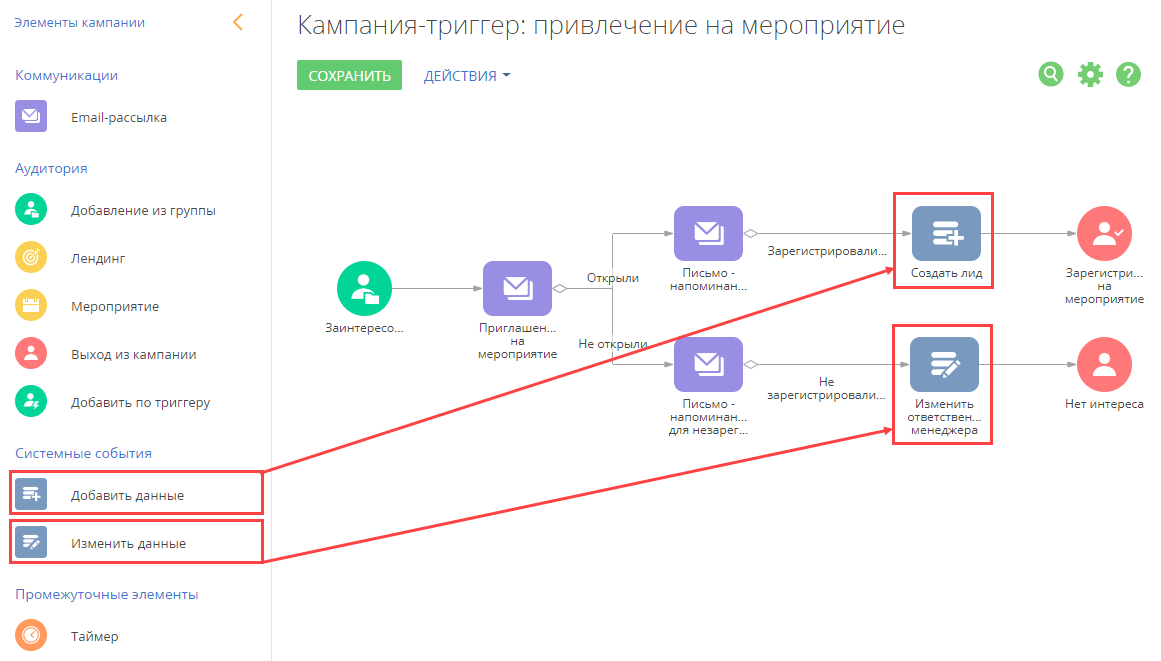 Элементы кампании
Коммуникации
Email-рассылка
Аудитория
Добавление из группы
Лендинг
Мероприятие
Выход из кампании
Добавить по триггеру
Системные события
Добавить данные
Изменить данные
Промежуточные элементы
Таймер
Кампания-триггер: привлечение на мероприятие
СОХРАНИТЬ
ДЕЙСТВИЯ
?
Заинтересо...
Приглашен...
на
мероприятие
Открыли
Не открыли
Письмо -
напоминан...
Зарегистрировали...
Создать лид
Зарегистри...
на
мероприятие
Письмо -
напоминан...
для незарег...
Не
зарегистрировали...
Изменить
ответствен...
менеджера
Нет интереса